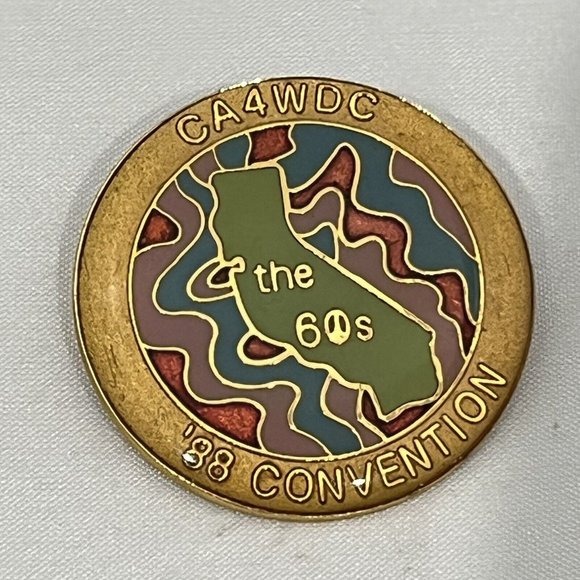 CA4WDC
the
60s
'88 CONVENTION